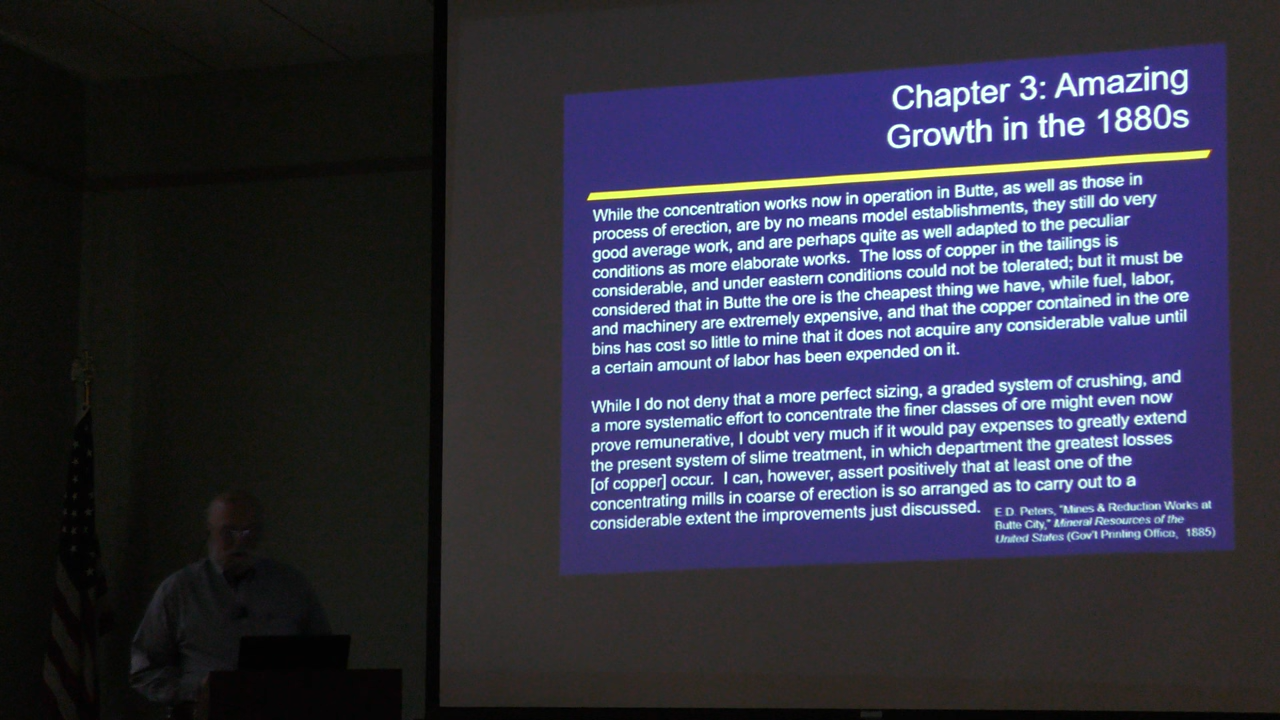 Chapter 3: Amazing
Growth in the 1880s
While the concentration works now in operation in Butte, as well as those in
process of erection, are by no means model establishments, they still do very
good average work, and are perhaps quite as well adapted to the peculiar
conditions as more elaborate works. The loss of copper in the tailings is
considerable, and under eastern conditions could not be tolerated; but it must be
considered that in Butte the ore is the cheapest thing we have, while fuel, labor,
and machinery are extremely expensive, and that the copper contained in the ore
bins has cost so little to mine that it does not acquire any considerable value until
a certain amount of labor has been expended on it.
While I do not deny that a more perfect sizing, a graded system of crushing, and
a more systematic effort to concentrate the finer classes of ore might even now
prove remunerative, I doubt very much if it would pay expenses to greatly extend
the present system of slime treatment, in which department the greatest losses
[of copper] occur. I can, however, assert positively that at least one of the
concentrating mills in coarse of erection is so arranged as to carry out to a
considerable extent the improvements just discussed.
E.D. Peters, "Mines & Reduction Works at
Butte City," Mineral Resources of the
United States (Gov't Printing Office, 1885)